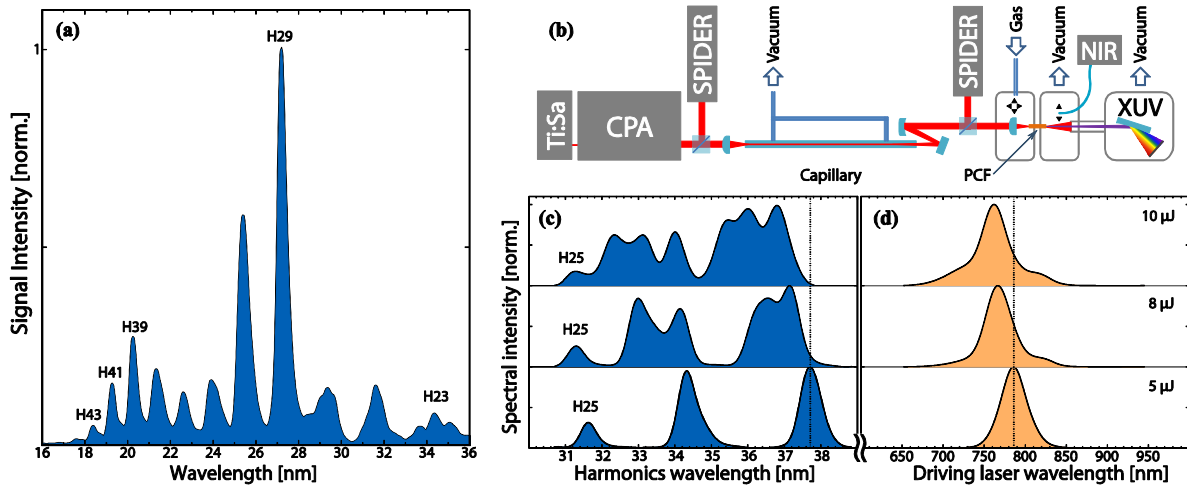 (a)
H29
1
H39
H41
H43
H23
Signal Intensity [norm.]
16 18 20 22 24 26 28 30 32 34 36
Wavelength [nm]
(b)
Ti:Sa
CPA
SPIDER
Vacuum
Capillary
SPIDER
Gas
Vacuum
NIR
Vacuum
XUV
PCF
(c)
H25
H25
H25
Spectral intensity [norm.]
31 32 33 34 35 36 37 38
Harmonics wavelength [nm]
(d)
10 μJ
8 μJ
5 μJ
650 700 750 800 850 900 950
Driving laser wavelength [nm]